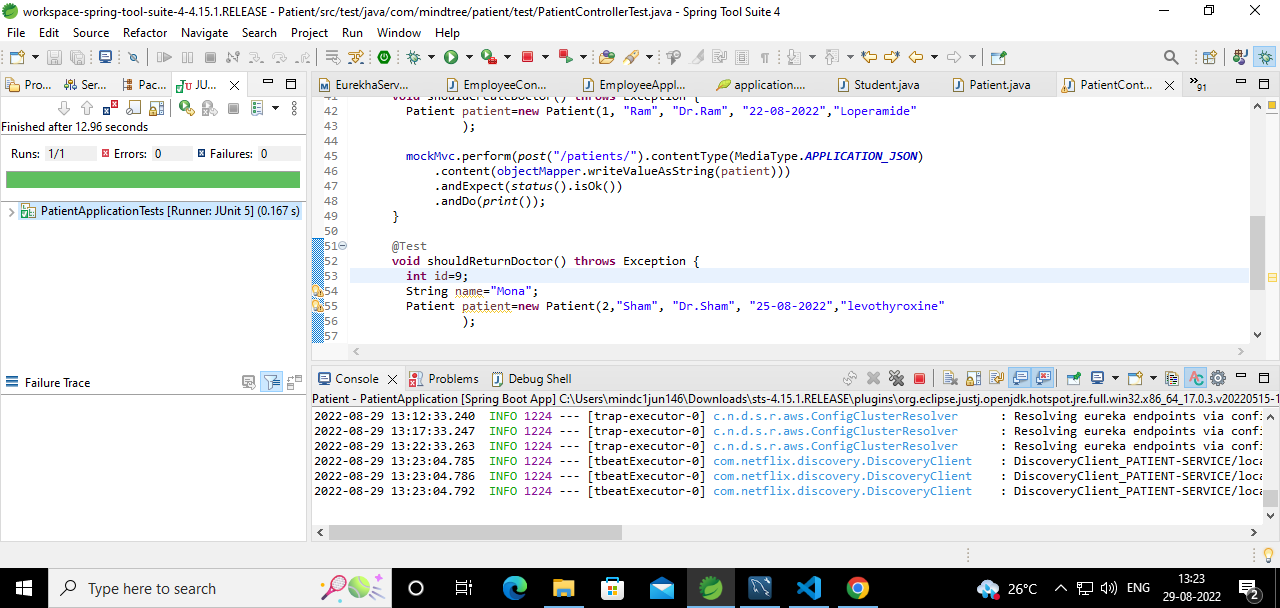 workspace-spring-tool-suite-4-4.15.1.RELEASE - Patient/src/test/java/com/mindtree/patient/test/PatientControllerTest.java - Spring Tool Suite 4
File Edit Source Refactor Navigate Search Project Run Window Help
Pro... Ser... Pac... JU...
EurekhaServ... EmployeeCon... EmployeeAppl... application.... Student.java Patient.java PatientCont... »91
Finished after 12.96 seconds
Runs: 1/1 Errors: 0 Failures: 0
PatientApplicationTests [Runner: JUnit 5] (0.167 s)
Failure Trace
41 void shouldCreateDoctor() throws Exception {
42 Patient patient=new Patient(1, "Ram", "Dr.Ram", "22-08-2022","Loperamide"
43 );
44
45 mockMvc.perform(post("/patients/").contentType(MediaType.APPLICATION_JSON)
46 .content(objectMapper.writeValueAsString(patient)))
47 .andExpect(status().isOk())
48 .andDo(print());
49 }
50
51 @Test
52 void shouldReturnDoctor() throws Exception {
53 int id=9;
54 String name="Mona";
55 Patient patient=new Patient(2,"Sham", "Dr.Sham", "25-08-2022","levothyroxine"
56 );
57
Console Problems Debug Shell
Patient - PatientApplication [Spring Boot App] C:\Users\mindc1jun146\Downloads\sts-4.15.1.RELEASE\plugins\org.eclipse.justj.openjdk.hotspot.jre.full.win32.x86_64_17.0.3.v20220515-1
2022-08-29 13:12:33.240 INFO 1224 --- [trap-executor-0] c.n.d.s.r.aws.ConfigClusterResolver : Resolving eureka endpoints via confi
2022-08-29 13:17:33.247 INFO 1224 --- [trap-executor-0] c.n.d.s.r.aws.ConfigClusterResolver : Resolving eureka endpoints via confi
2022-08-29 13:22:33.263 INFO 1224 --- [trap-executor-0] c.n.d.s.r.aws.ConfigClusterResolver : Resolving eureka endpoints via confi
2022-08-29 13:23:04.785 INFO 1224 --- [tbeatExecutor-0] com.netflix.discovery.DiscoveryClient : DiscoveryClient_PATIENT-SERVICE/loca
2022-08-29 13:23:04.786 INFO 1224 --- [tbeatExecutor-0] com.netflix.discovery.DiscoveryClient : DiscoveryClient_PATIENT-SERVICE/loca
2022-08-29 13:23:04.792 INFO 1224 --- [tbeatExecutor-0] com.netflix.discovery.DiscoveryClient : DiscoveryClient_PATIENT-SERVICE/loca
Type here to search
26°C ENG 13:23
29-08-2022
2